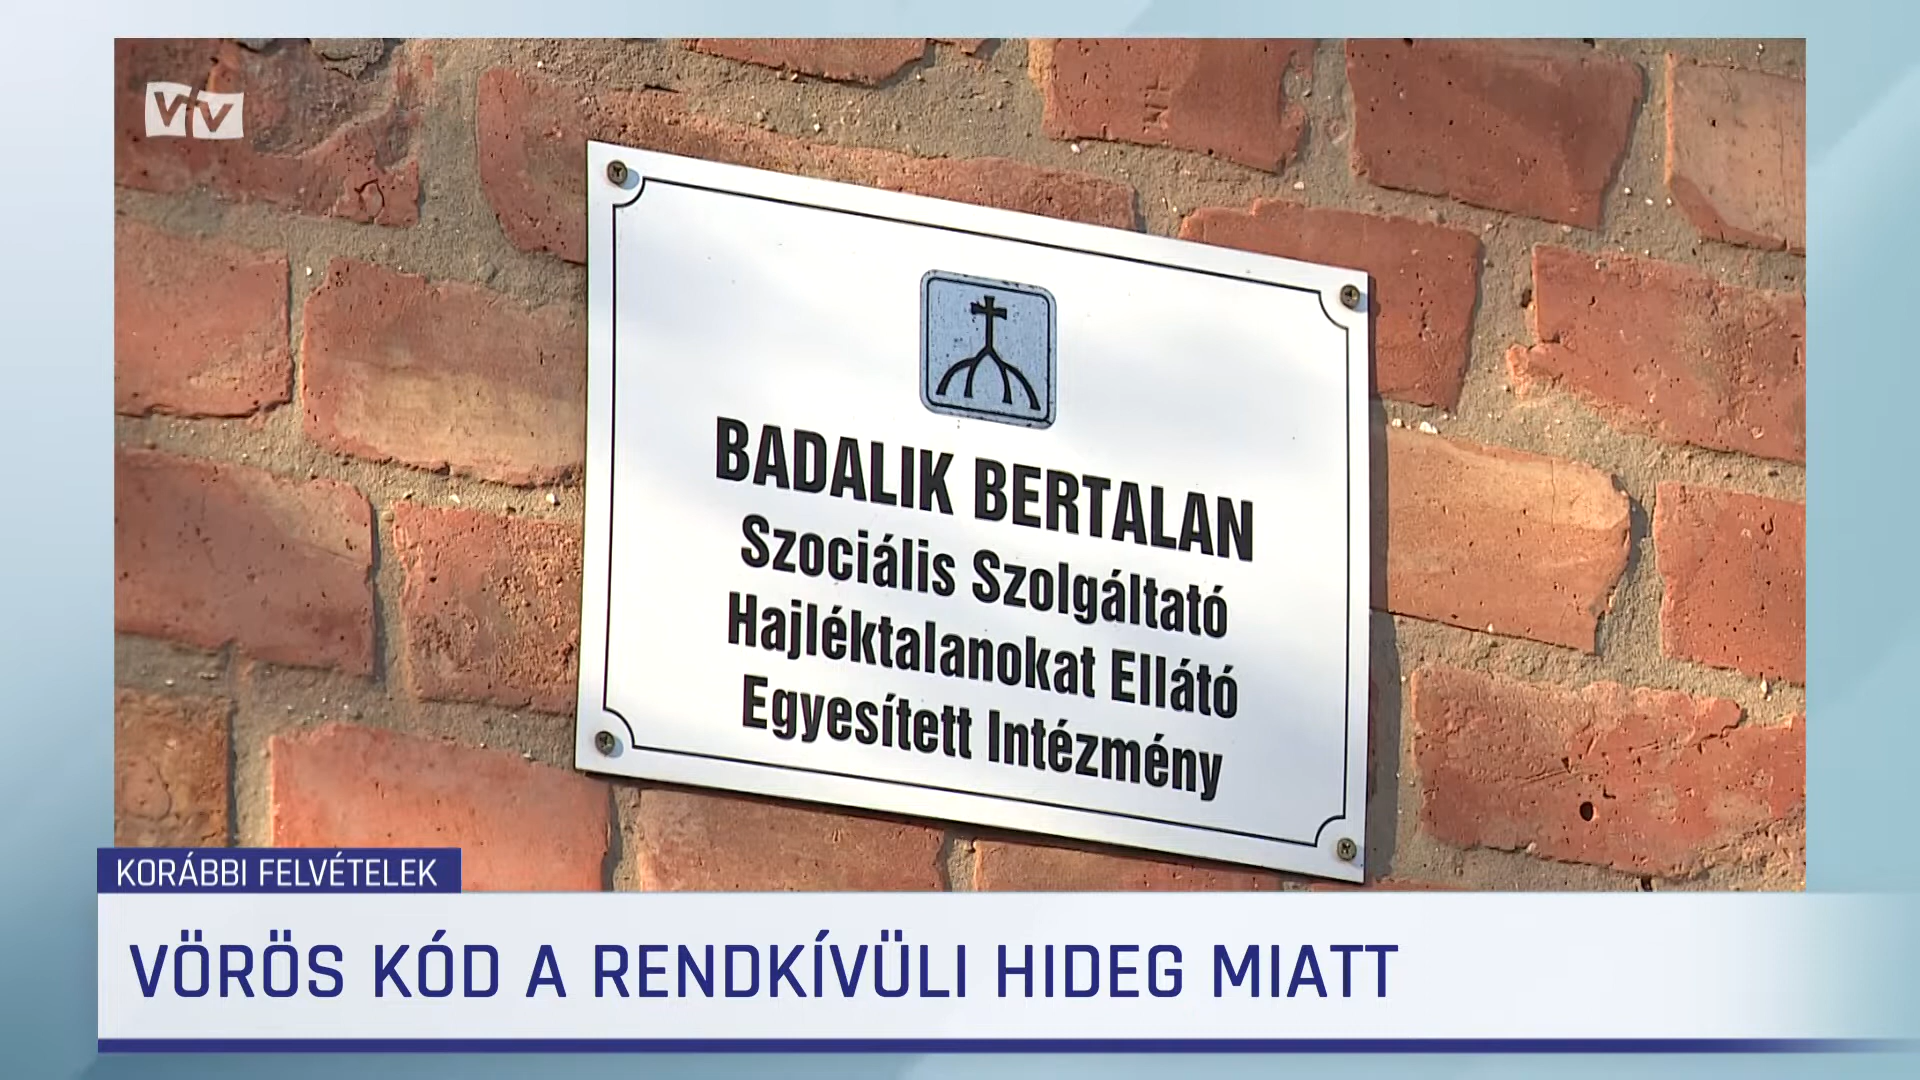 VTV
BADALIK BERTALAN
Szociális Szolgáltató
Hajléktalanokat Ellátó
Egyesített Intézmény
KORÁBBI FELVÉTELEK
VÖRÖS KÓD A RENDKÍVÜLI HIDEG MIATT